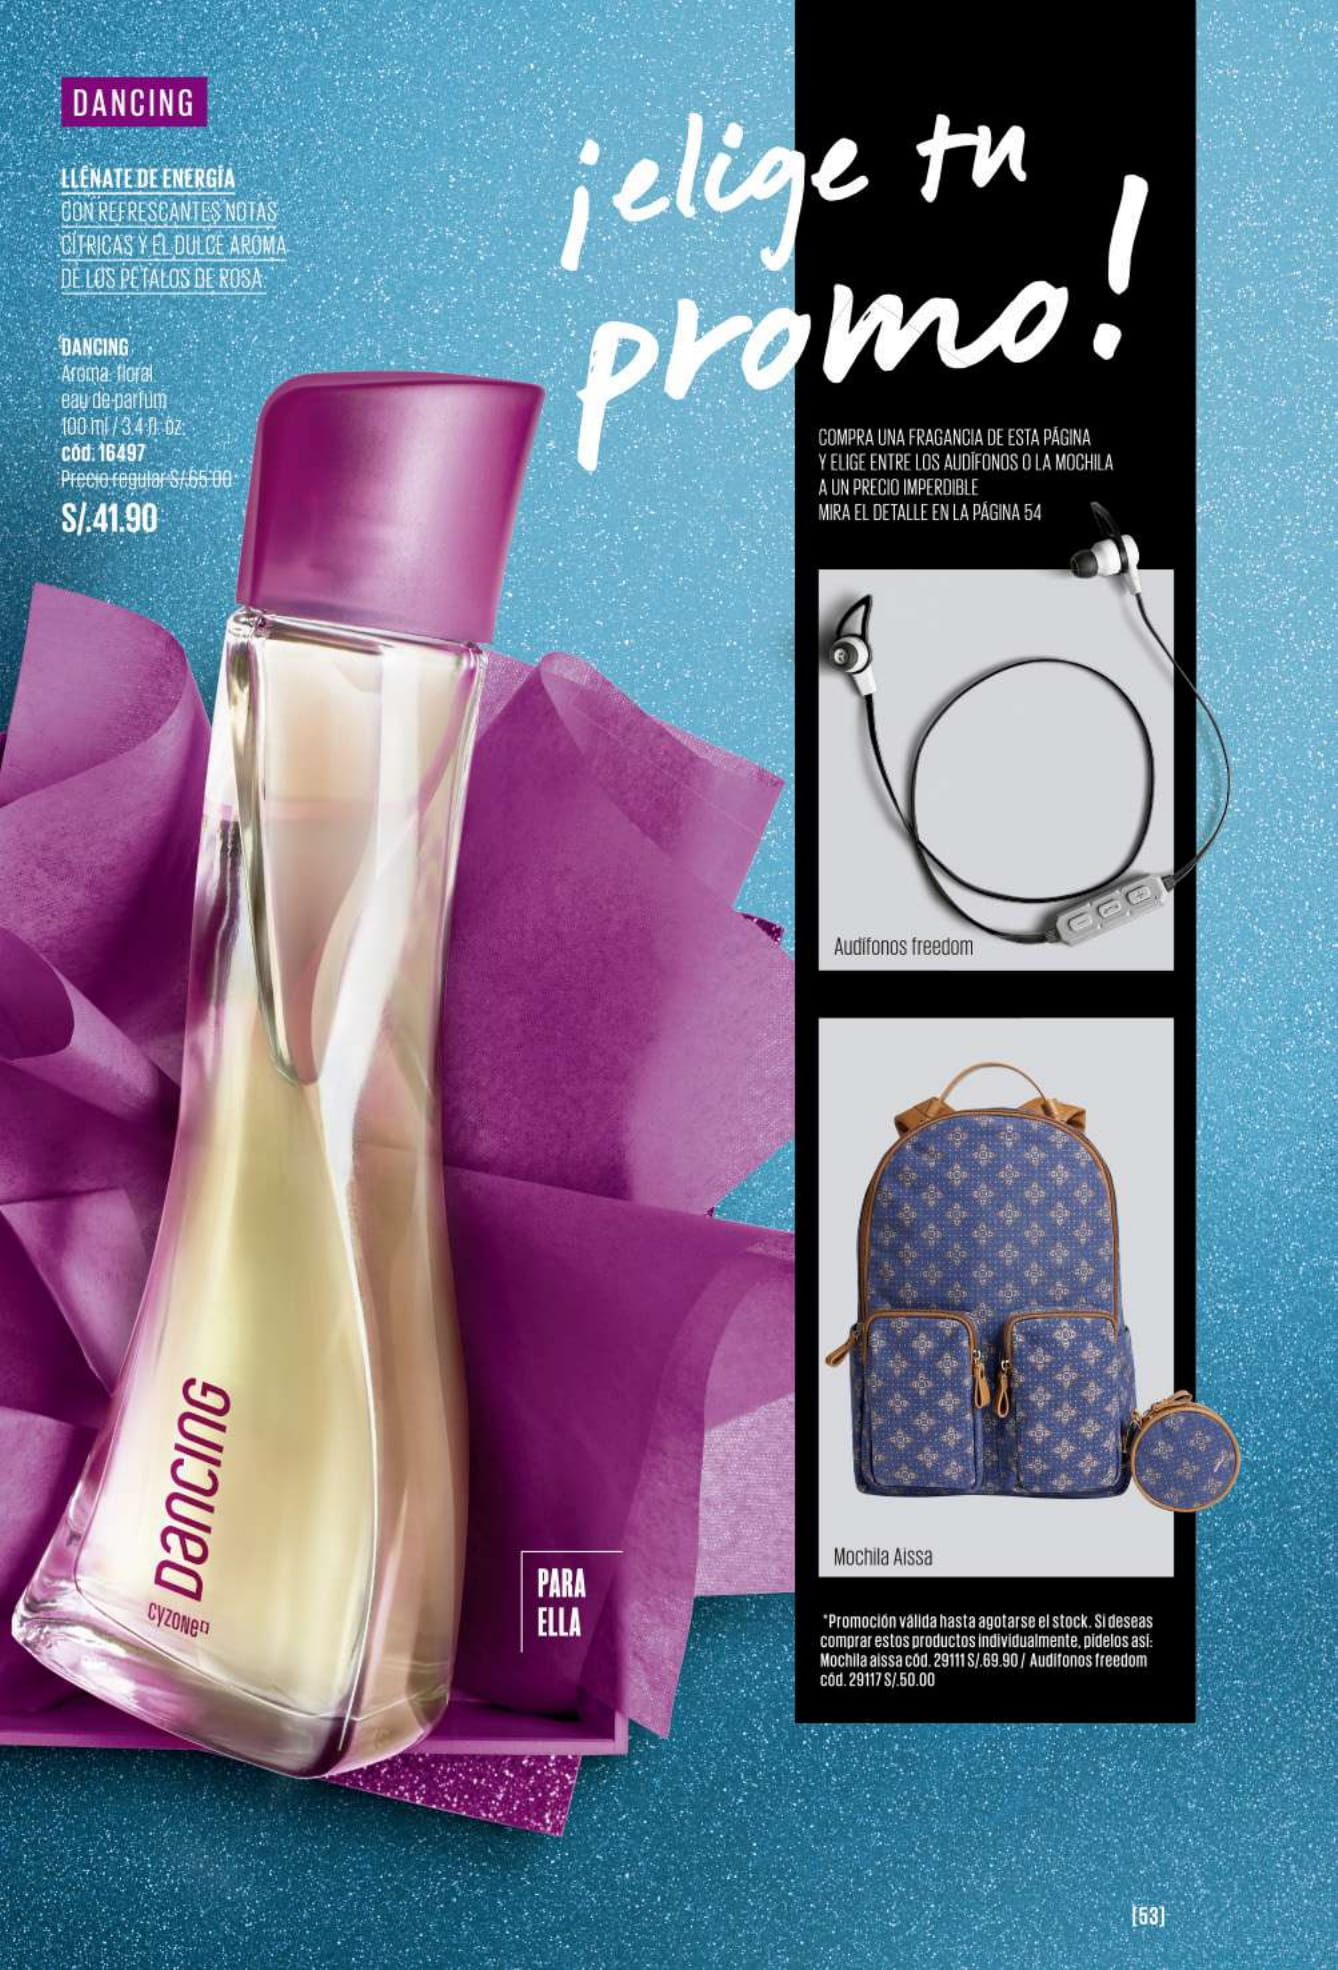 DANCING
LLÉNATE DE ENERGÍA
CON REFRESCANTES NOTAS
CÍTRICAS Y EL DULCE AROMA
DE LOS PÉTALOS DE ROSA.
DANCING
Aroma: floral
eau de parfum
100 ml / 3.4 fl. oz.
cód. 16497
Precio regular S/.65.00
S/.41.90
¡elige tu
promo!
COMPRA UNA FRAGANCIA DE ESTA PÁGINA
Y ELIGE ENTRE LOS AUDÍFONOS O LA MOCHILA
A UN PRECIO IMPERDIBLE
MIRA EL DETALLE EN LA PÁGINA 54
Audífonos freedom
Mochila Aissa
*Promoción válida hasta agotarse el stock. Si deseas
comprar estos productos individualmente, pídelos así:
Mochila aissa cód. 29111 S/.69.90 / Audífonos freedom
cód. 29117 S/.50.00
DANCING
CYZONE
PARA
ELLA
[53]